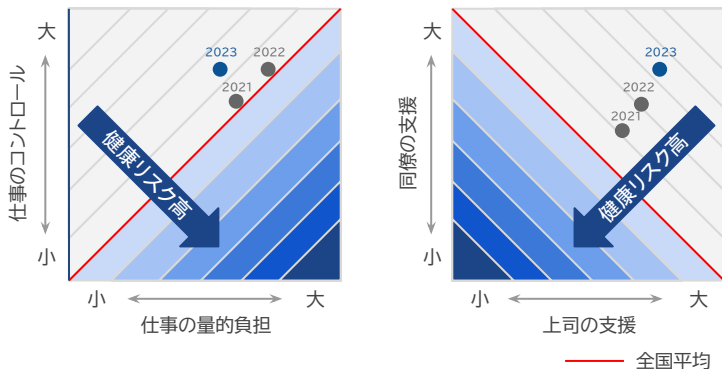 大
仕事のコントロール
小
2023
2022
2021
健康リスク高
小
大
仕事の量的負担
大
同僚の支援
小
2023
2022
2021
健康リスク高
小
大
上司の支援
全国平均